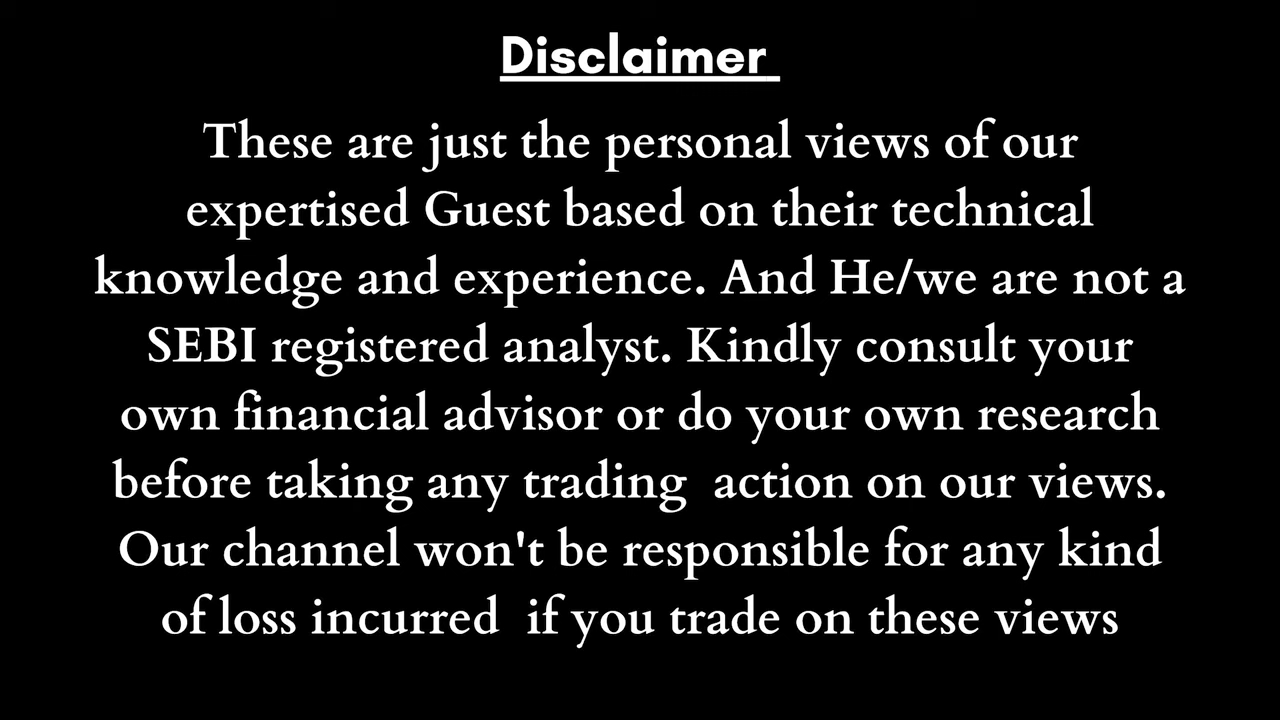 Disclaimer
These are just the personal views of our
expertised Guest based on their technical
knowledge and experience. And He/we are not a
SEBI registered analyst. Kindly consult your
own financial advisor or do your own research
before taking any trading  action on our views.
Our channel won't be responsible for any kind
of loss incurred  if you trade on these views